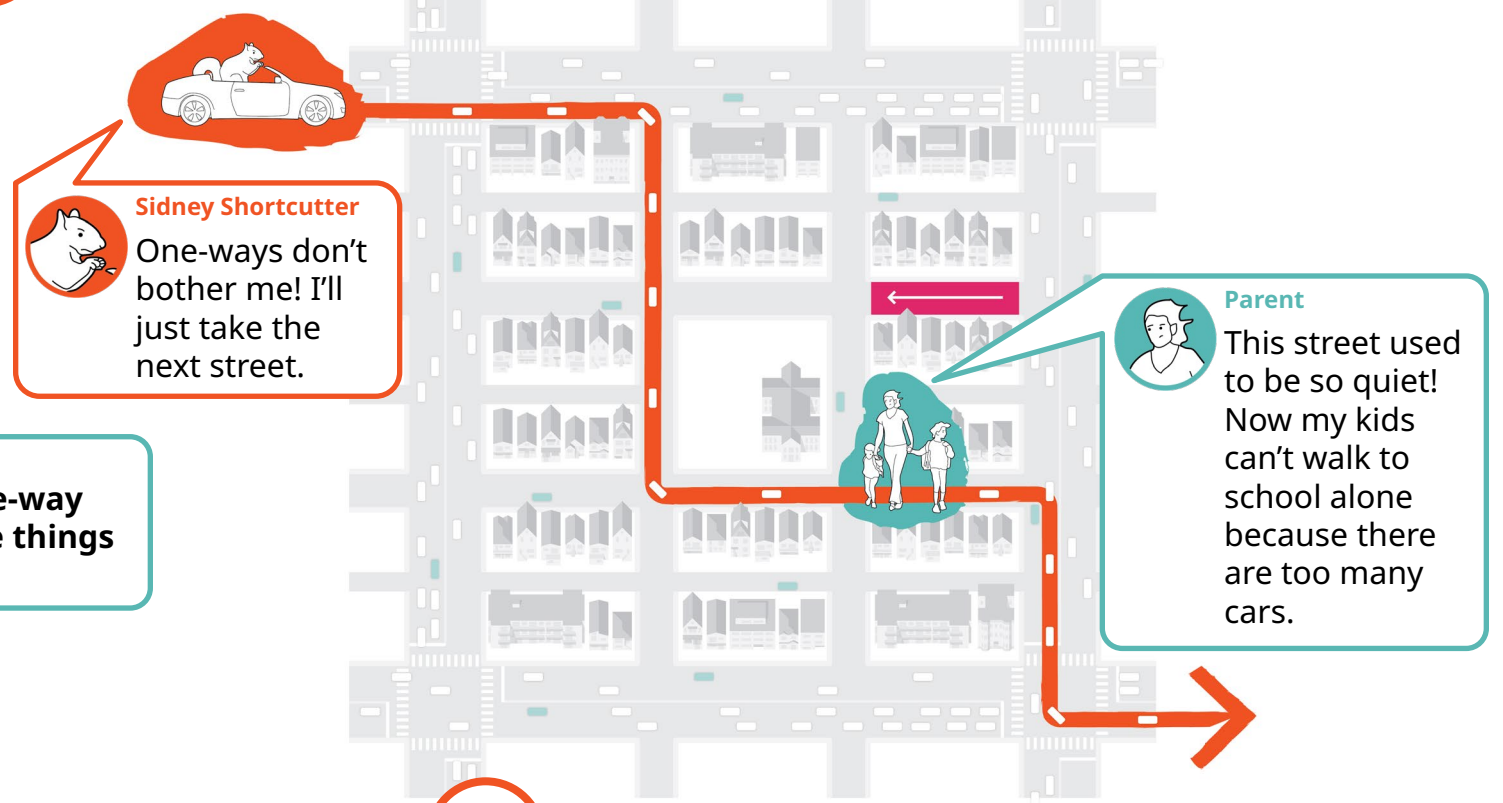 Sidney Shortcutter
One-ways don’t
bother me! I’ll
just take the
next street.
Parent
This street used
to be so quiet!
Now my kids
can’t walk to
school alone
because there
are too many
cars.
e-way
things